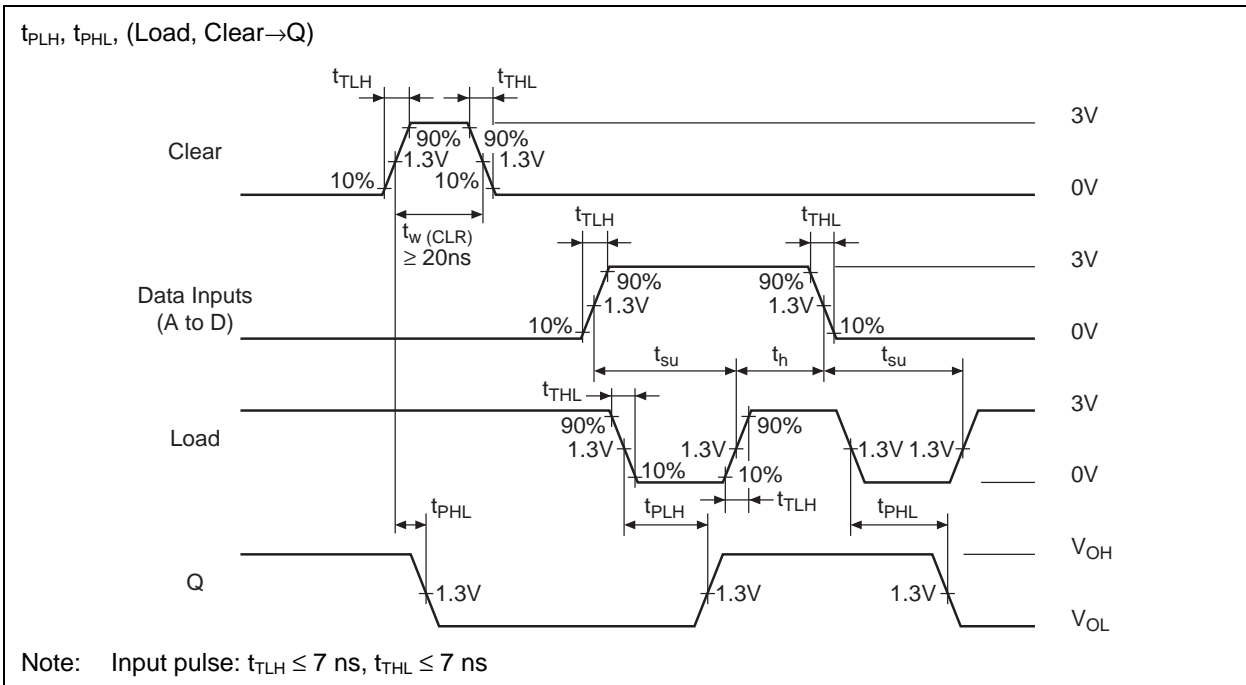 tPLH, tPHL, (Load, Clear→Q)
tTLH tTHL
3V
90% 90%
Clear
1.3V 1.3V
10% 10%
0V
tw (CLR)
≥ 20ns
tTLH tTHL
3V
90% 90%
Data Inputs
(A to D)
1.3V 1.3V
10% 10%
0V
tsu th tsu
tTHL
3V
90% 90%
Load
1.3V 1.3V 1.3V 1.3V
10% 10%
0V
tTLH
tPHL tPLH tPHL
VOH
Q
1.3V 1.3V 1.3V
VOL
Note: Input pulse: tTLH ≤ 7 ns, tTHL ≤ 7 ns